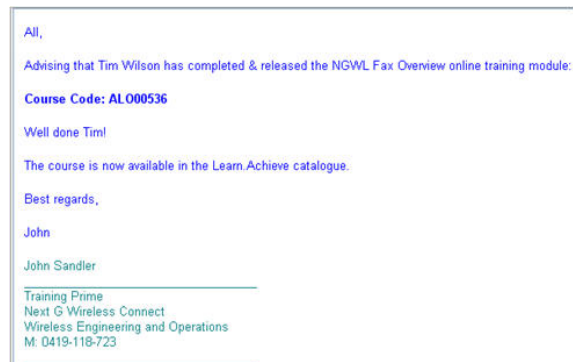 All,
Advising that Tim Wilson has completed & released the NGWL Fax Overview online training module:
Course Code: ALO00536
Well done Tim!
The course is now available in the Learn.Achieve catalogue.
Best regards,
John
John Sandler
Training Prime
Next G Wireless Connect
Wireless Engineering and Operations
M: 0419-118-723